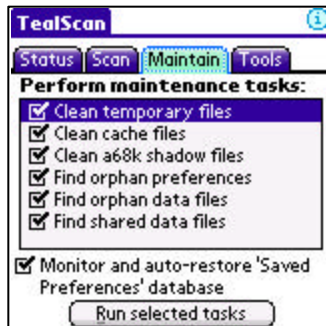 TealScan
Status Scan Maintain Tools
Perform maintenance tasks:
Clean temporary files
Clean cache files
Clean a68k shadow files
Find orphan preferences
Find orphan data files
Find shared data files
Monitor and auto-restore 'Saved
Preferences' database
Run selected tasks